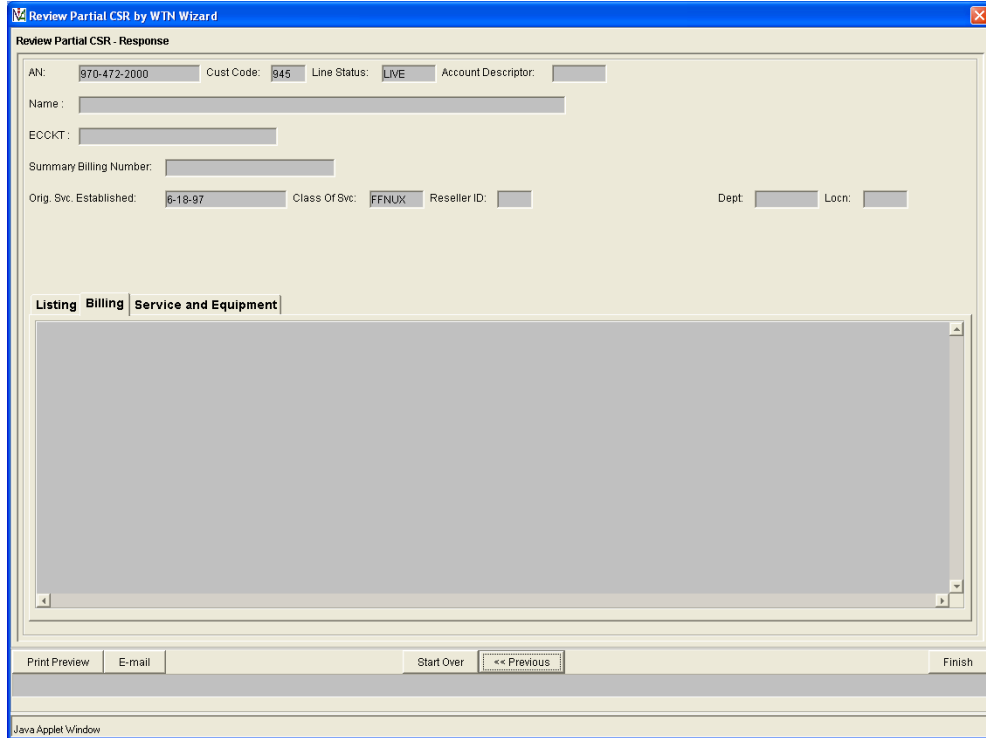 Review Partial CSR by WTN Wizard
Review Partial CSR - Response
AN: 970-472-2000 Cust Code: 945 Line Status: LIVE Account Descriptor:
Name :
ECCKT :
Summary Billing Number:
Orig. Svc. Established: 6-18-97 Class Of Svc: FFNUX Reseller ID: Dept: Locn:
Listing Billing Service and Equipment
Print Preview E-mail Start Over << Previous Finish
Java Applet Window